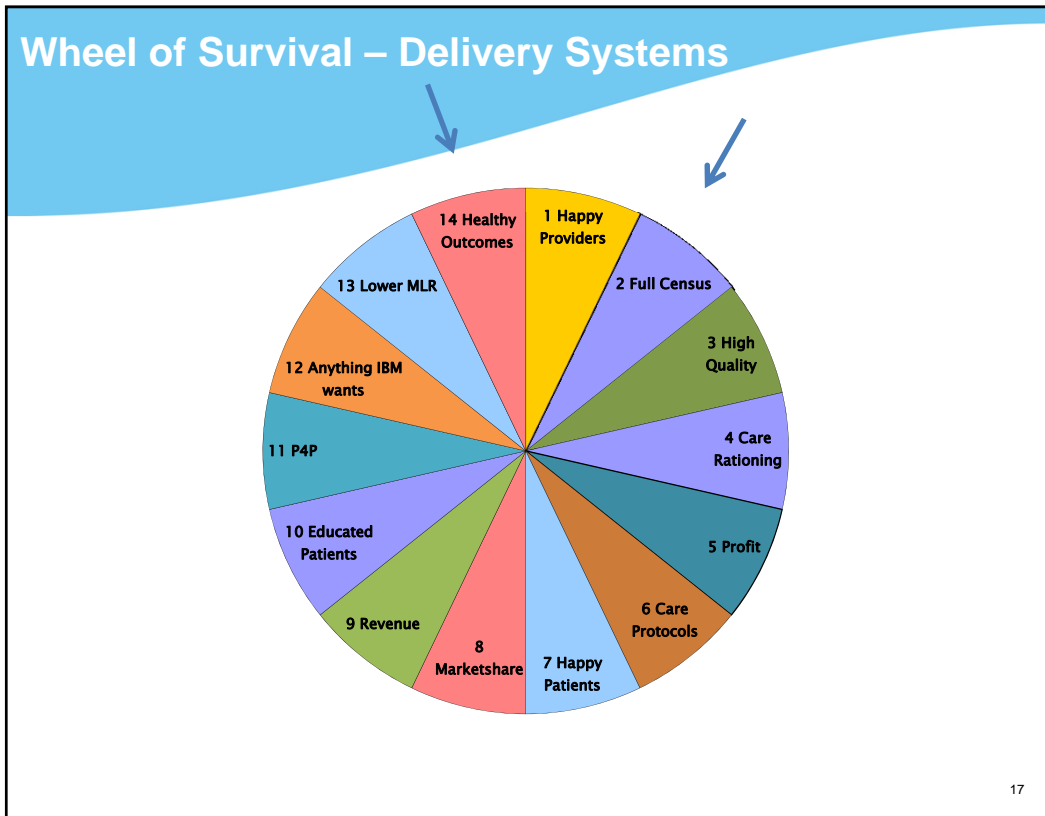 Wheel of Survival – Delivery Systems
1 Happy
Providers
2 Full Census
3 High
Quality
4 Care
Rationing
5 Profit
6 Care
Protocols
7 Happy
Patients
8
Marketshare
9 Revenue
10 Educated
Patients
11 P4P
12 Anything IBM
wants
13 Lower MLR
14 Healthy
Outcomes
17